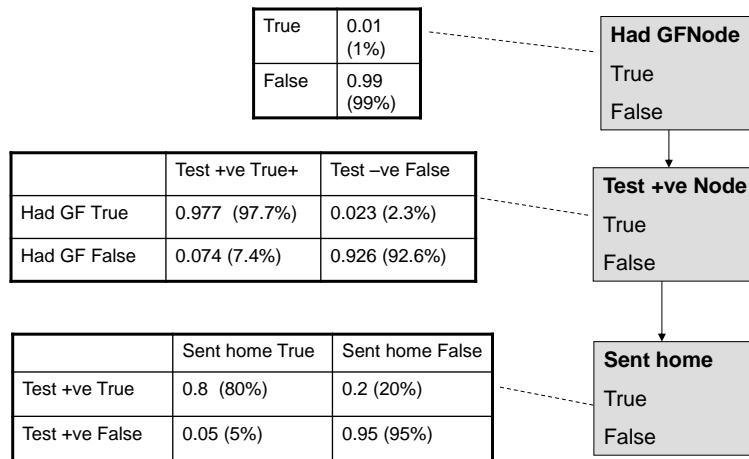 True 0.01
(1%)
False 0.99
(99%)
Had GFNode
True
False
Test +ve True+ Test –ve False
Had GF True 0.977 (97.7%) 0.023 (2.3%)
Had GF False 0.074 (7.4%) 0.926 (92.6%)
Test +ve Node
True
False
Sent home True Sent home False
Test +ve True 0.8 (80%) 0.2 (20%)
Test +ve False 0.05 (5%) 0.95 (95%)
Sent home
True
False